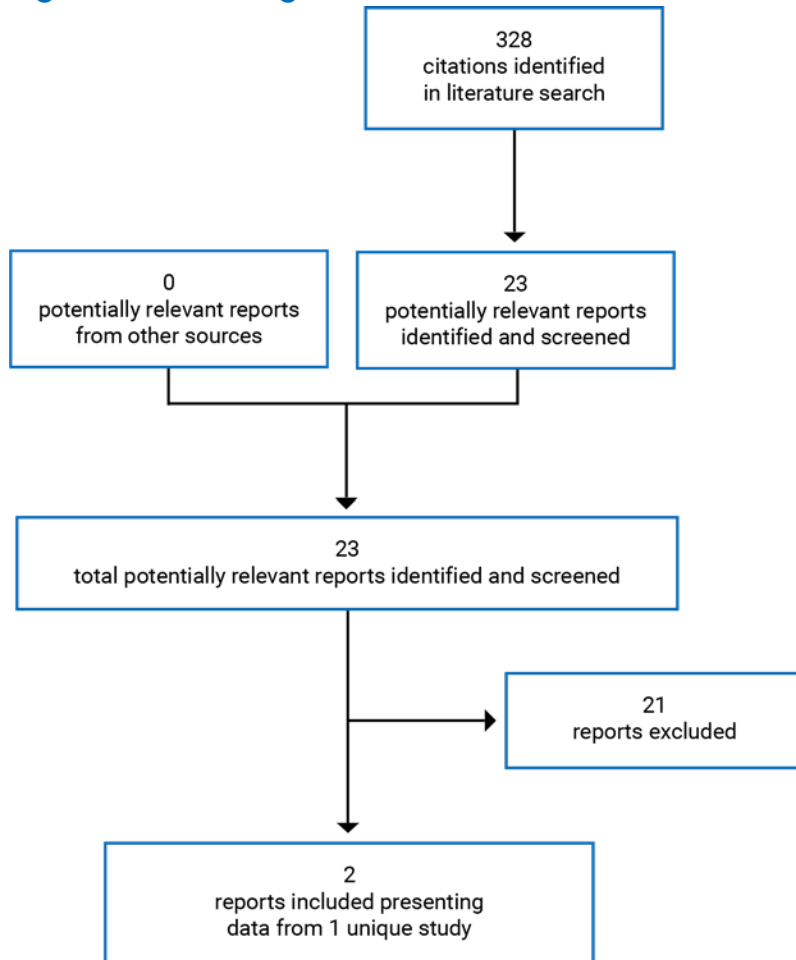 328
citations identified
in literature search
0
potentially relevant reports
from other sources
23
potentially relevant reports
identified and screened
23
total potentially relevant reports identified and screened
21
reports excluded
2
reports included presenting
data from 1 unique study